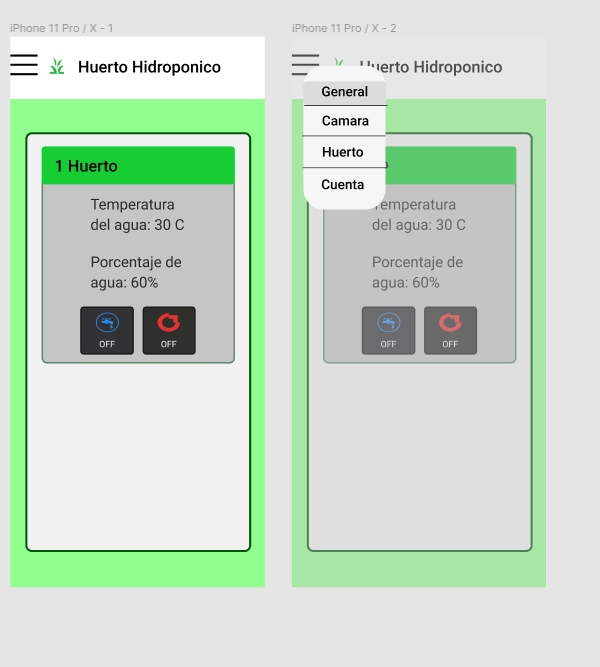 iPhone 11 Pro / X - 1
Huerto Hidroponico
1 Huerto
Temperatura
del agua: 30 C
Porcentaje de
agua: 60%
OFF
OFF
iPhone 11 Pro / X - 2
Huerto Hidroponico
General
Camara
Huerto
Cuenta
Temperatura
del agua: 30 C
Porcentaje de
agua: 60%
OFF
OFF